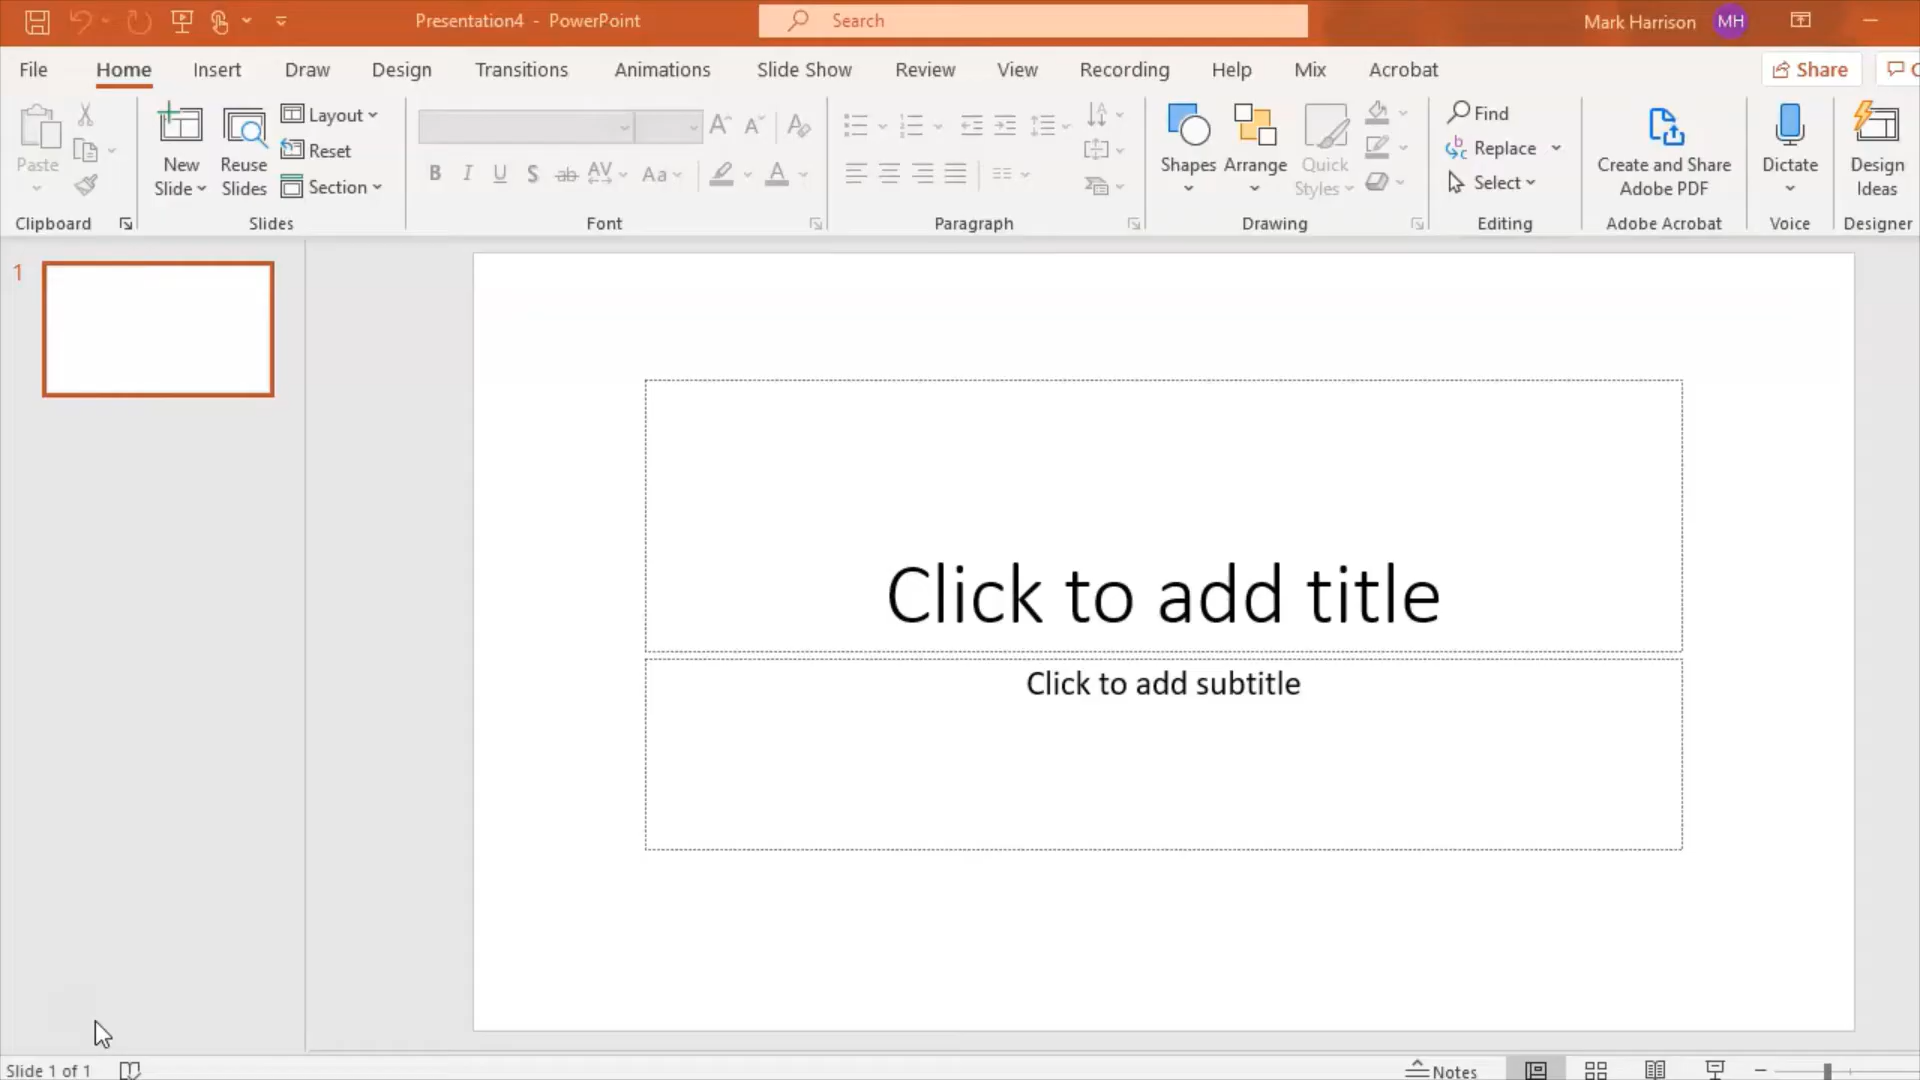 Presentation4 - PowerPoint
Search
Mark Harrison MH
File Home Insert Draw Design Transitions Animations Slide Show Review View Recording Help Mix Acrobat Share
Paste
New Slide
Reuse Slides
Layout
Reset
Section
B I U S ab AV Aa A
A A A
Shapes
Arrange
Quick Styles
Find
Replace
Select
Create and Share Adobe PDF
Dictate
Design Ideas
Clipboard Slides Font Paragraph Drawing Editing Adobe Acrobat Voice Designer
1
Click to add title
Click to add subtitle
Slide 1 of 1 Notes